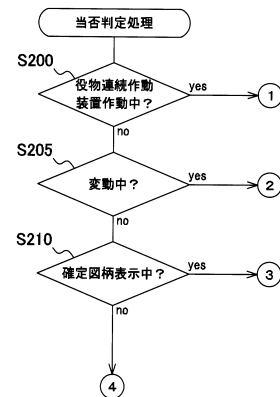 当否判定処理
S200
役物連続作動
装置作動中？
yes
1
no
S205
変動中？
yes
2
no
S210
確定図柄表示中？
yes
3
no
4